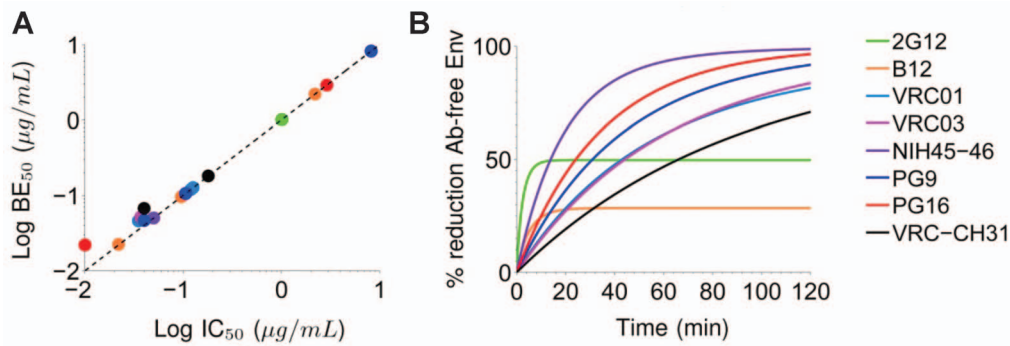 A
B
Log BE50 (μg/mL)
1
0
−1
−2
−2
−1
0
1
Log IC50 (μg/mL)
% reduction Ab-free Env
100
50
0
0
20
40
60
80
100
120
Time (min)
2G12
B12
VRC01
VRC03
NIH45−46
PG9
PG16
VRC−CH31